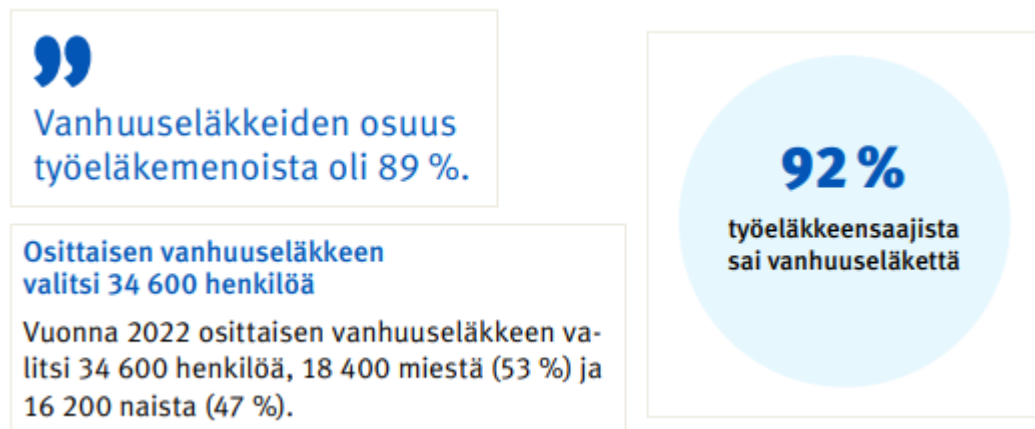 ”
Vanhuuseläkkeiden osuus
työeläkemenoista oli 89 %.
92 %
työeläkkeensaajista
sai vanhuuseläkettä
Osittaisen vanhuuseläkkeen
valitsi 34 600 henkilöä
Vuonna 2022 osittaisen vanhuuseläkkeen va-
litsi 34 600 henkilöä, 18 400 miestä (53 %) ja
16 200 naista (47 %).